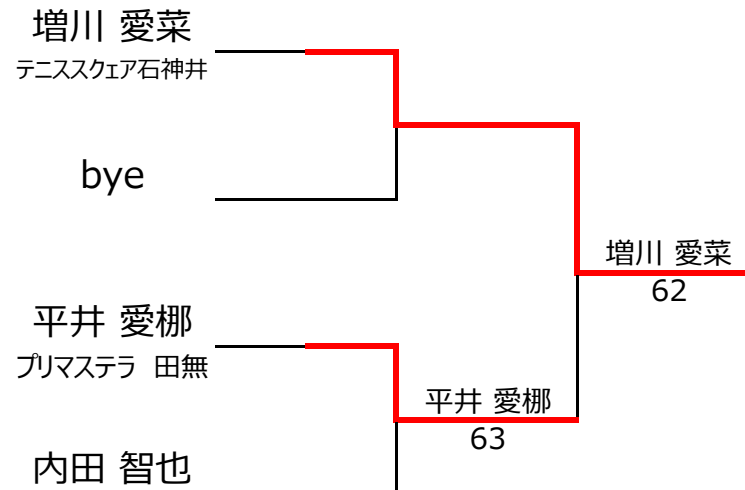 増川 愛菜
テニススクェア石神井
bye
増川 愛菜
62
平井 愛梛
プリマステラ　田無
平井 愛梛
63
内田 智也